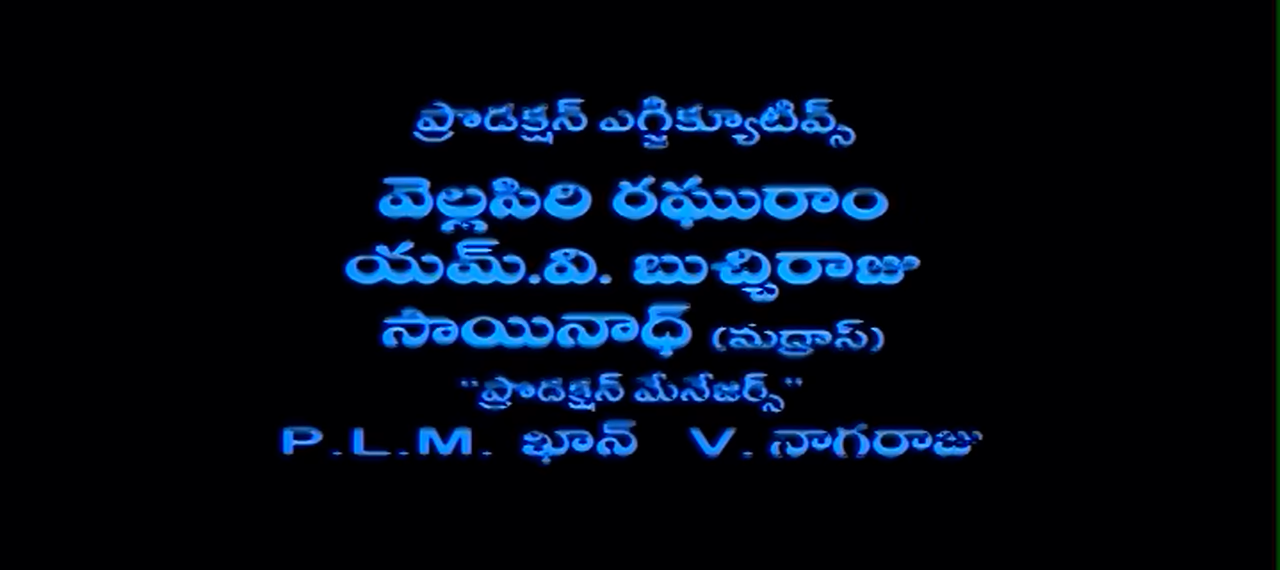 ప్రొడక్షన్ ఎగ్జిక్యూటివ్స్
వెల్లపిరి రఘురాం
యమ్.వి. బుచ్చిరాజు
సాయినాధ్ (మద్రాస్)
"ప్రొడక్షన్ మేనేజర్స్"
P.L.M. ఖాన్ V. నాగరాజు